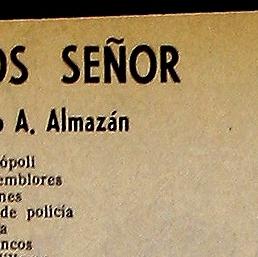 OS SEÑOR
o A. Almazán
ópoli
emblores
nes
de policía
a
ncos